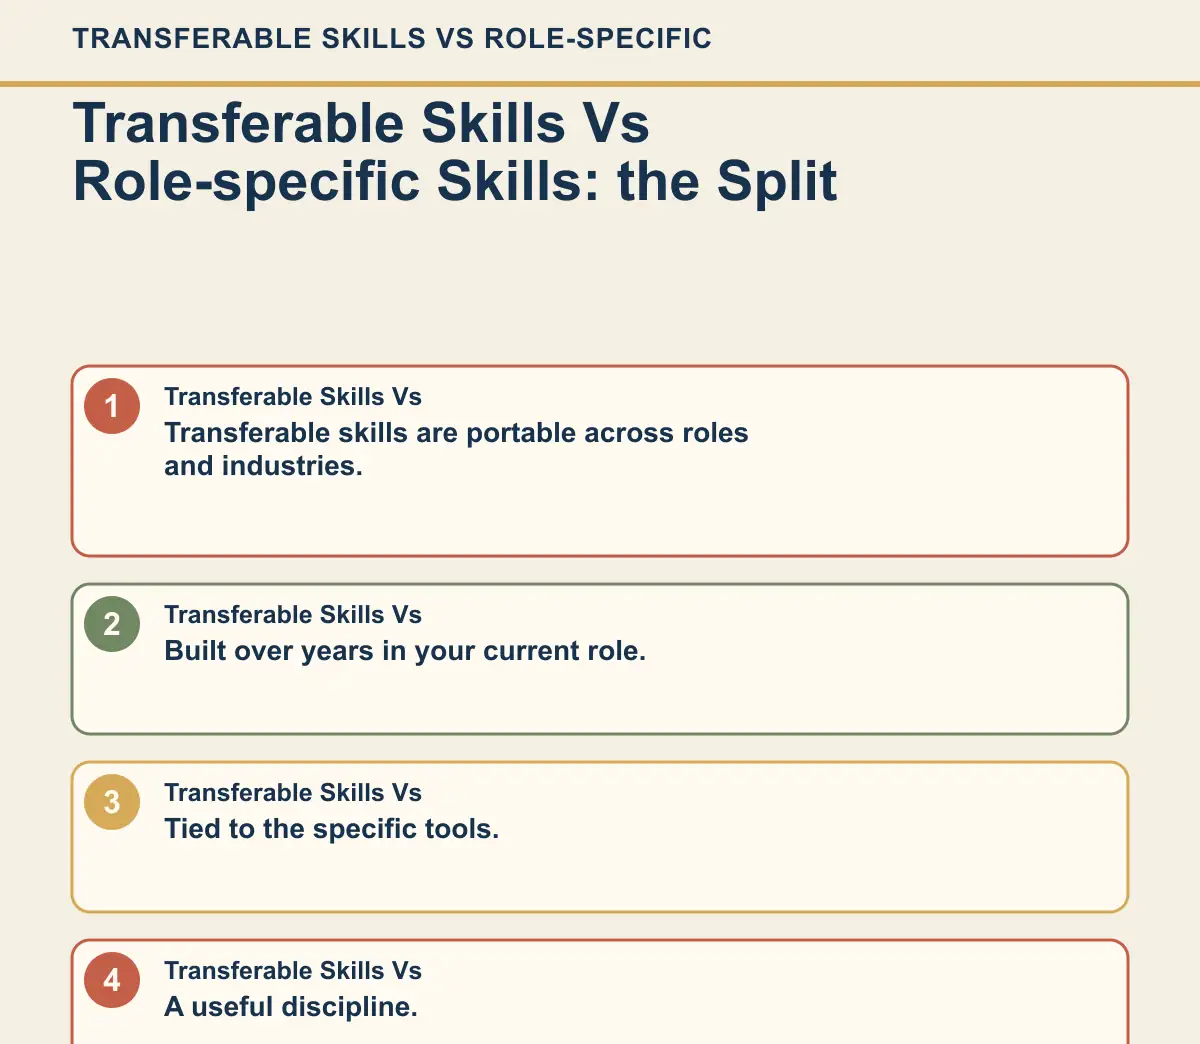 TRANSFERABLE SKILLS VS ROLE-SPECIFIC
Transferable Skills Vs
Role-specific Skills: the Split
1
Transferable Skills Vs
Transferable skills are portable across roles
and industries.
2
Transferable Skills Vs
Built over years in your current role.
3
Transferable Skills Vs
Tied to the specific tools.
4
Transferable Skills Vs
A useful discipline.